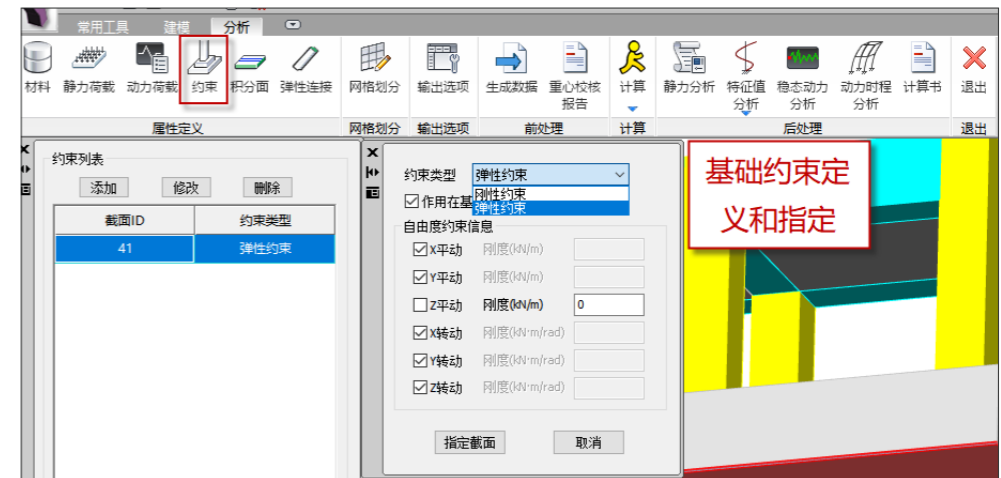 常用工具 建模 分析
材料 静力荷载 动力荷载 约束 积分面 弹性连接 网格划分 输出选项 生成数据 重心校核报告 计算 静力分析 特征值分析 稳态动力分析 动力时程分析 计算书 退出
属性定义 网格划分 输出选项 前处理 计算 后处理 退出
约束列表
添加 修改 删除
截面ID 约束类型
41 弹性约束
约束类型 弹性约束
刚性约束
弹性约束
作用在基
自由度约束信息
X平动 刚度(kN/m)
Y平动 刚度(kN/m)
Z平动 刚度(kN/m) 0
X转动 刚度(kN·m/rad)
Y转动 刚度(kN·m/rad)
Z转动 刚度(kN·m/rad)
指定截面 取消
基础约束定
义和指定